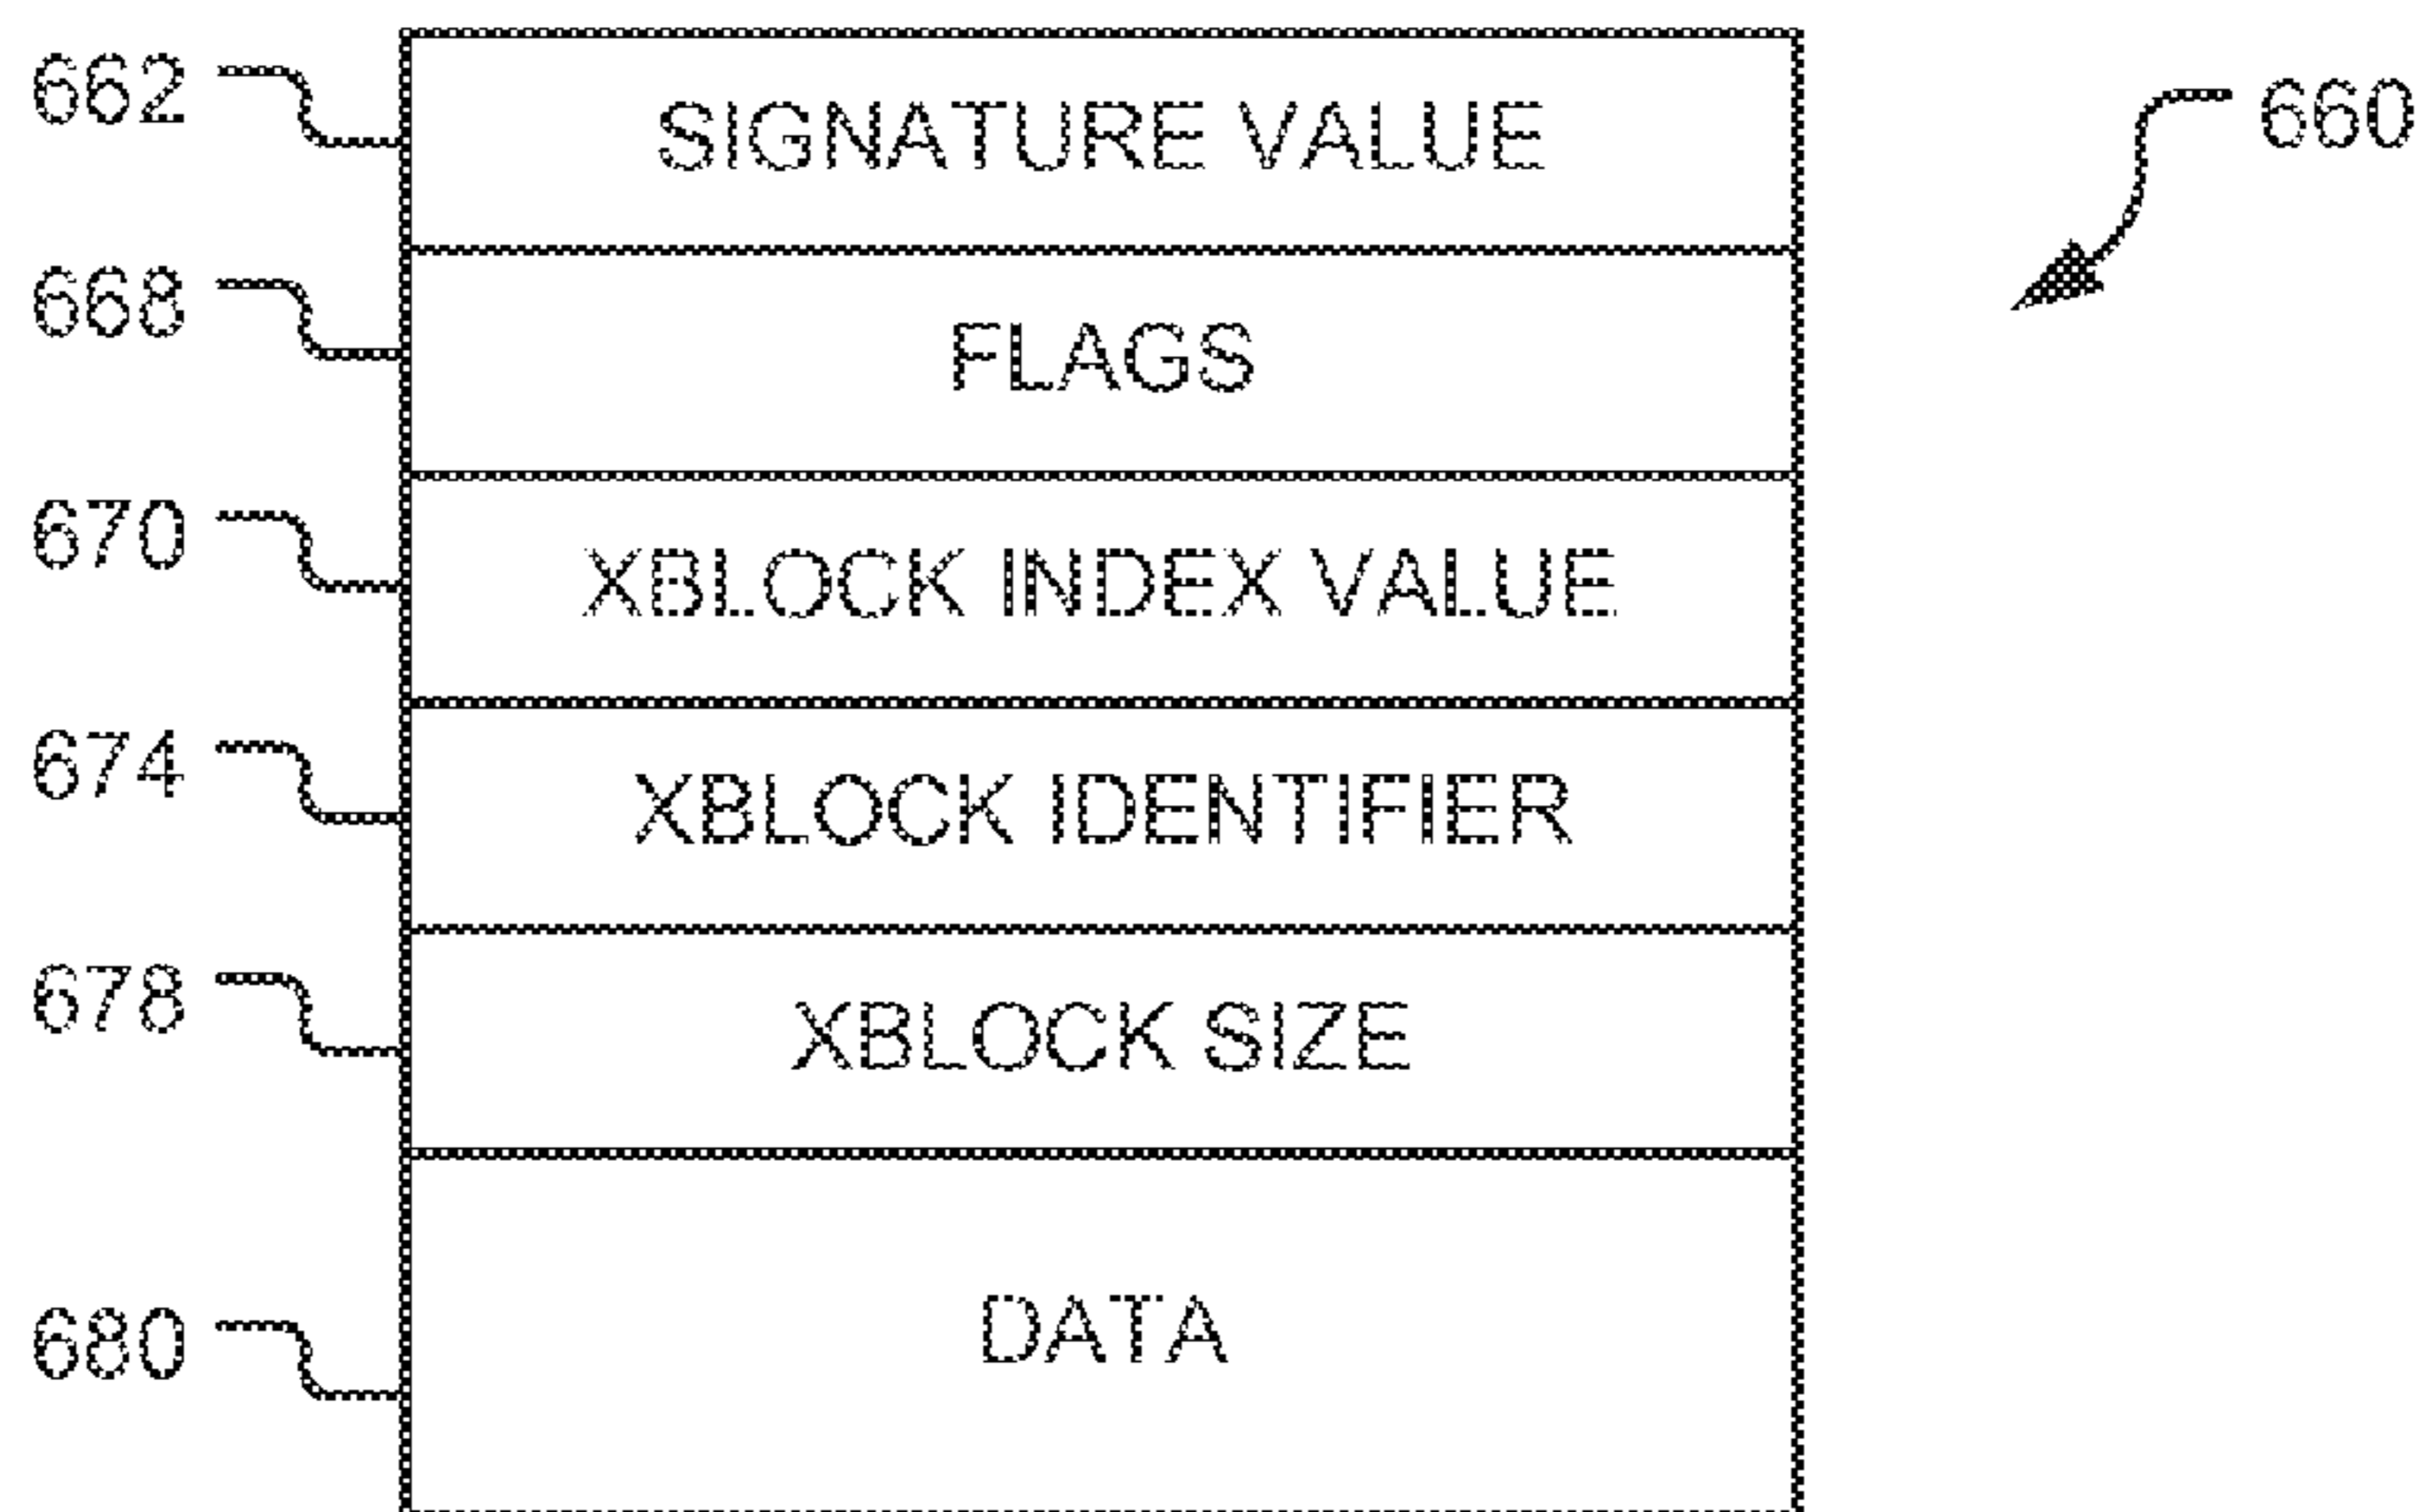 662 SIGNATURE VALUE 660
668 FLAGS
670 XBLOCK INDEX VALUE
674 XBLOCK IDENTIFIER
678 XBLOCK SIZE
680 DATA